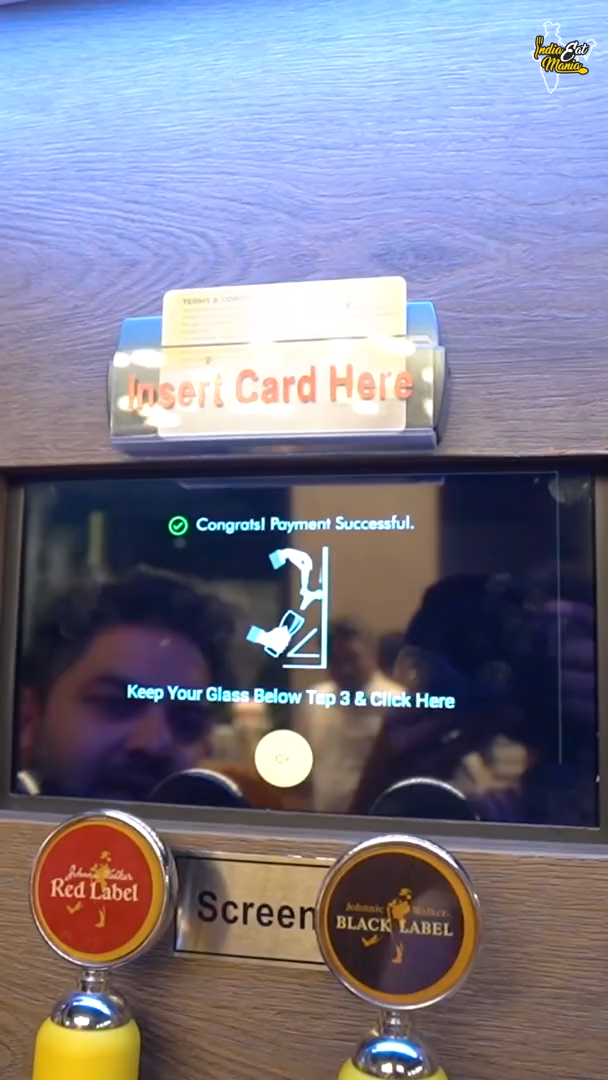 India Eat
Mania
TERMS &
Insert Card Here
Congrats! Payment Successful.
Keep Your Glass Below Tap 3 & Click Here
OK
Johnnie Walker
Red Label
Screen
Johnnie Walker.
BLACK LABEL